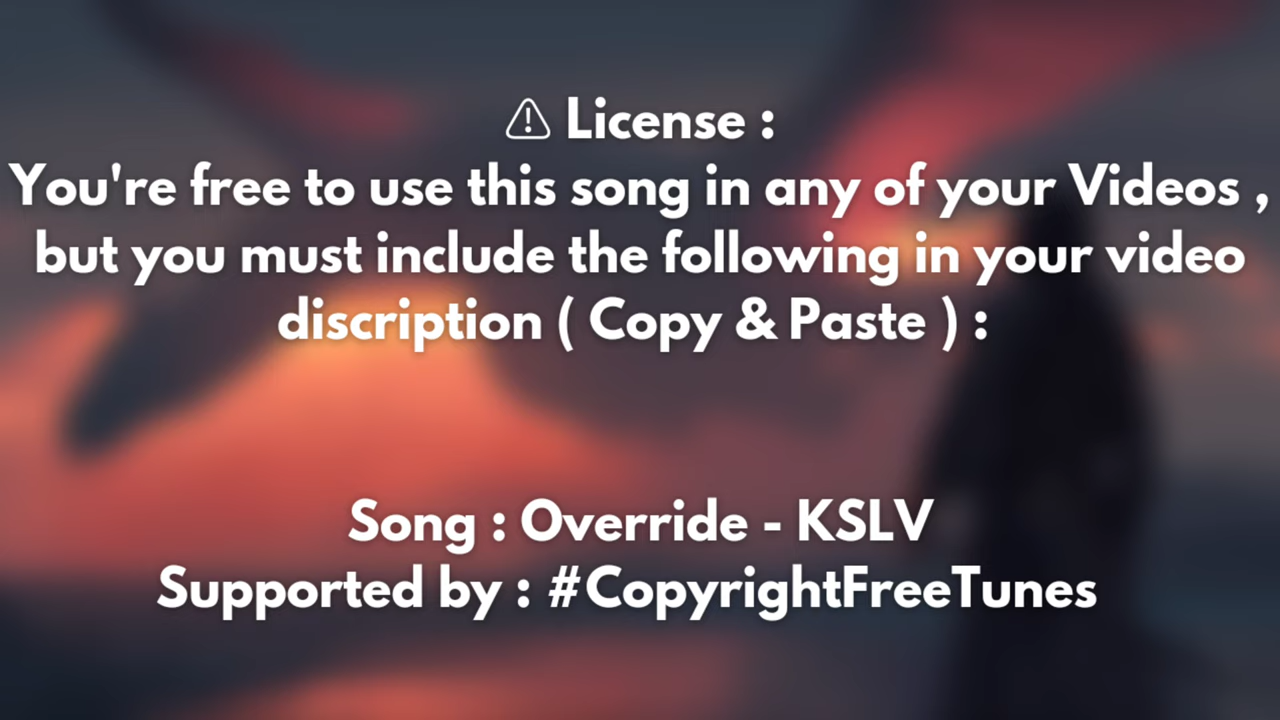 ⚠ License :
You're free to use this song in any of your Videos ,
but you must include the following in your video
discription ( Copy & Paste ) :
Song : Override - KSLV
Supported by : #CopyrightFreeTunes